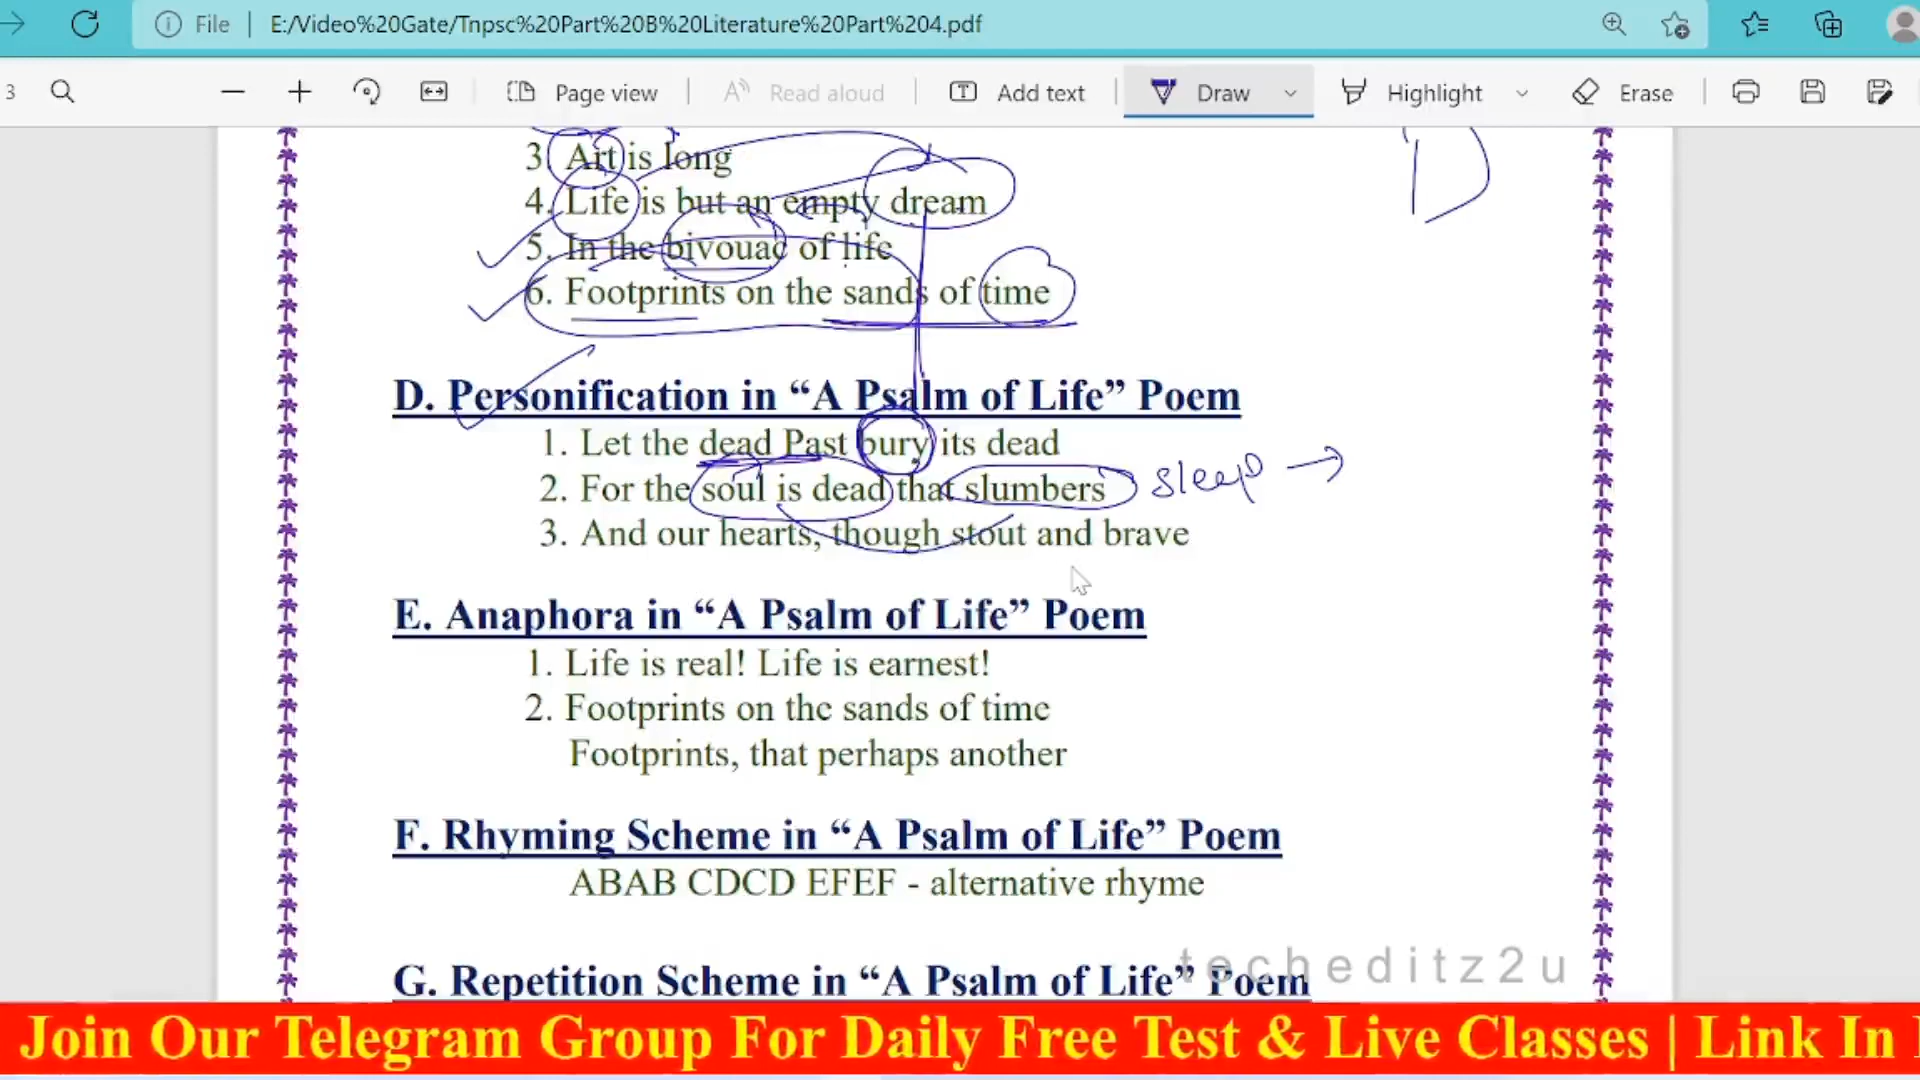 File | E:/Video%20Gate/Tnpsc%20Part%20B%20Literature%20Part%204.pdf
3 Page view Read aloud Add text Draw Highlight Erase
3. Art is long
4. Life is but an empty dream
5. In the bivouac of life
6. Footprints on the sands of time
D. Personification in “A Psalm of Life” Poem
1. Let the dead Past bury its dead
2. For the soul is dead that slumbers sleep →
3. And our hearts, though stout and brave
E. Anaphora in “A Psalm of Life” Poem
1. Life is real! Life is earnest!
2. Footprints on the sands of time
Footprints, that perhaps another
F. Rhyming Scheme in “A Psalm of Life” Poem
ABAB CDCD EFEF - alternative rhyme
techeditz2u
G. Repetition Scheme in “A Psalm of Life” Poem
Join Our Telegram Group For Daily Free Test & Live Classes | Link In